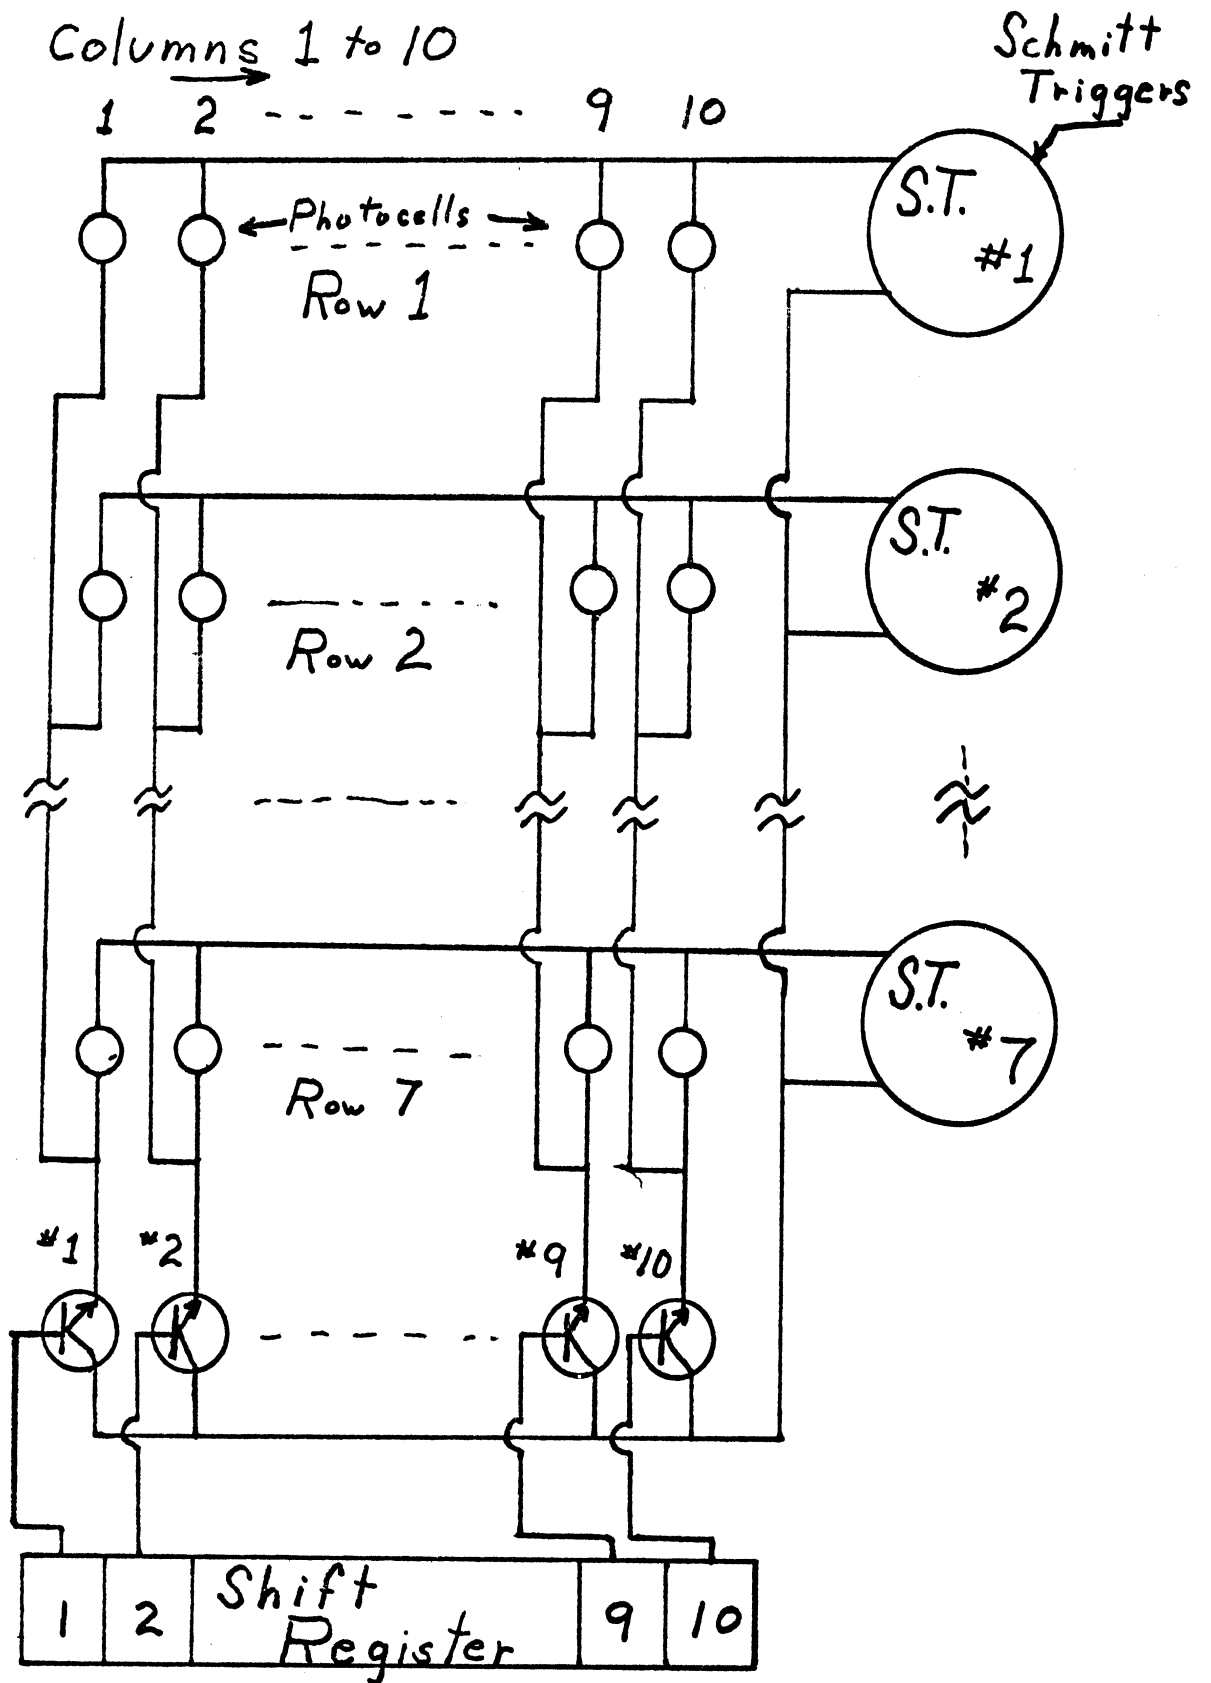 Columns 1 to 10
Schmitt
Triggers
1 2 9 10
S.T.
#1
Photocells
Row 1
S.T.
#2
Row 2
S.T.
#7
Row 7
#1 #2 #9 #10
1 2 Shift Register 9 10